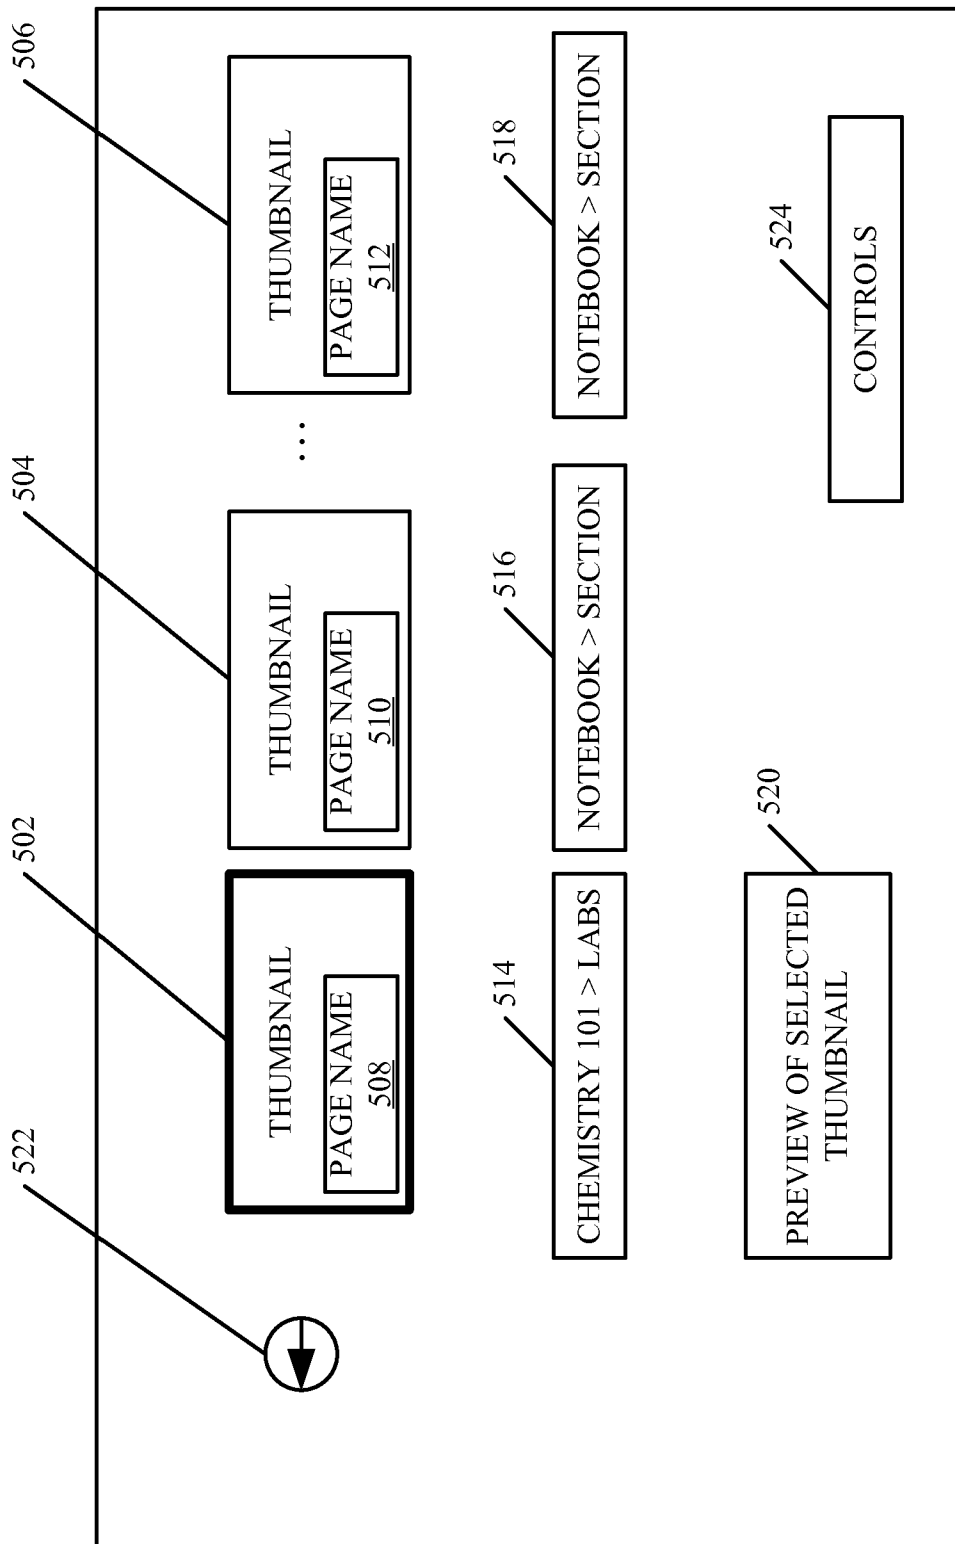 522
502
504
506
THUMBNAIL
PAGE NAME
508
THUMBNAIL
PAGE NAME
510
...
THUMBNAIL
PAGE NAME
512
514
516
518
CHEMISTRY 101 > LABS
NOTEBOOK > SECTION
NOTEBOOK > SECTION
520
524
PREVIEW OF SELECTED
THUMBNAIL
CONTROLS